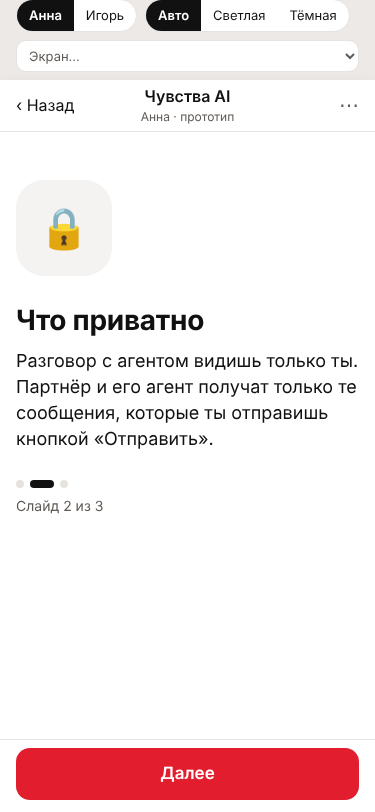 Анна Игорь Авто Светлая Тёмная
Экран...
‹ Назад
Чувства AI
Анна · прототип
Что приватно
Разговор с агентом видишь только ты.
Партнёр и его агент получат только те
сообщения, которые ты отправишь
кнопкой «Отправить».
Слайд 2 из 3
Далее